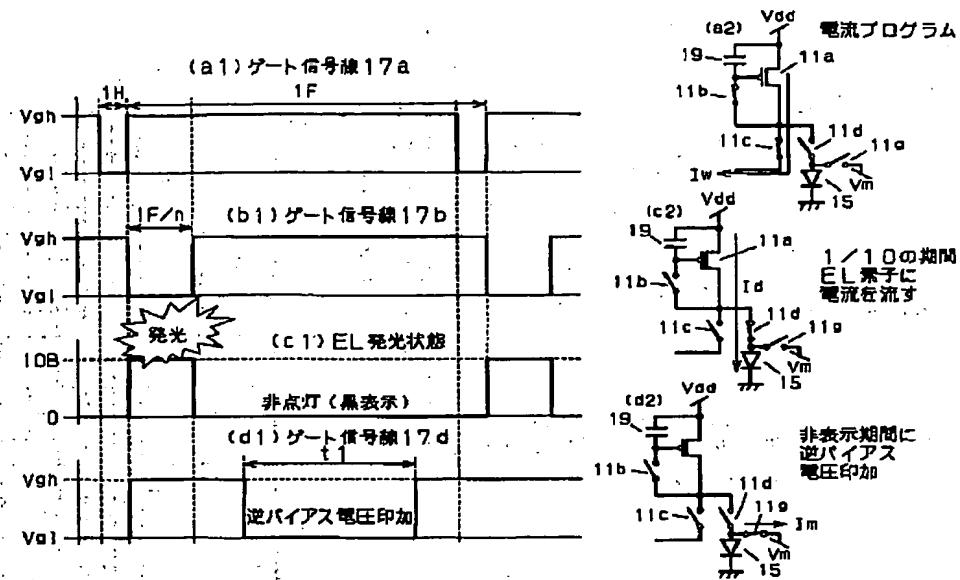 (a1)ゲート信号線17a
1H
1F
Vgh
Vgl
1F/n
(b1)ゲート信号線17b
Vgh
Vgl
発光
(c1)EL発光状態
10B
0
非点灯(黒表示)
(d1)ゲート信号線17d
t1
Vgh
Vgl
逆バイアス電圧印加
(a2)
Vdd
電流プログラム
19
11a
11b
11c
11d
11g
Iw
Vm
15
(c2)
Vdd
19
11a
11b
Id
11c
11d
11g
Vm
15
1/10の期間
EL素子に
電流を流す
(d2)
Vdd
19
11b
11c
11d
11g
Im
Vm
15
非表示期間に
逆バイアス
電圧印加